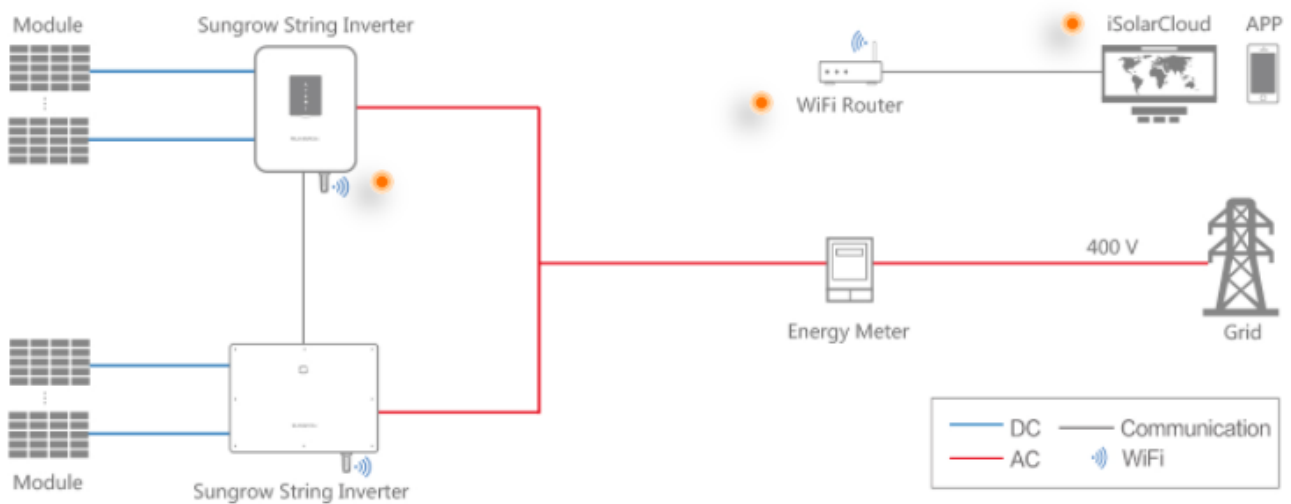 Module
Sungrow String Inverter
iSolarCloud
APP
WiFi Router
400 V
Energy Meter
Grid
Module
Sungrow String Inverter
DC
Communication
AC
WiFi